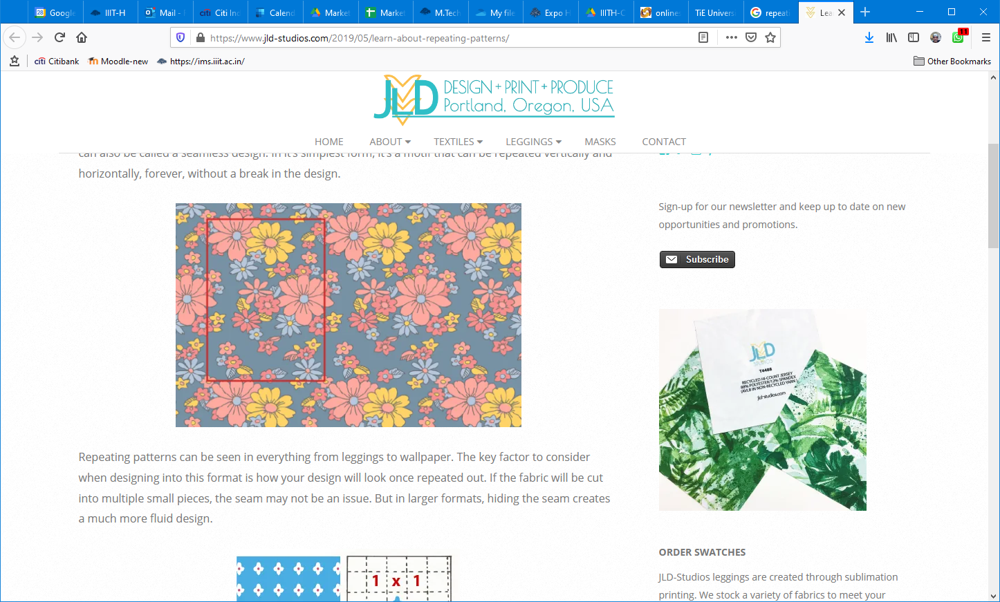 Google
IIIT-H
Mail -
Citi Inc
Calend
Market
Market
M.Tech
My file
Expo H
IIITH-C
online
TiE Univers
repeati
Lea
https://www.jld-studios.com/2019/05/learn-about-repeating-patterns/
11
citi Citibank
Moodle-new
https://ims.iiit.ac.in/
Other Bookmarks
JLD DESIGN + PRINT + PRODUCE
Portland, Oregon, USA
HOME ABOUT TEXTILES LEGGINGS MASKS CONTACT
can also be called a seamless design. In it's simplest form, it's a motif that can be repeated vertically and
horizontally, forever, without a break in the design.
Repeating patterns can be seen in everything from leggings to wallpaper. The key factor to consider
when designing into this format is how your design will look once repeated out. If the fabric will be cut
into multiple small pieces, the seam may not be an issue. But in larger formats, hiding the seam creates
a much more fluid design.
1 x 1
Sign-up for our newsletter and keep up to date on new
opportunities and promotions.
Subscribe
JLD
STUDIOS
T4488
RECYCLED HI-COUNT JERSEY
88% POLYESTER/12% SPANDEX
(AVLB IN NON-RECYCLED YARN)
jld-studios.com
ORDER SWATCHES
JLD-Studios leggings are created through sublimation
printing. We stock a variety of fabrics to meet your